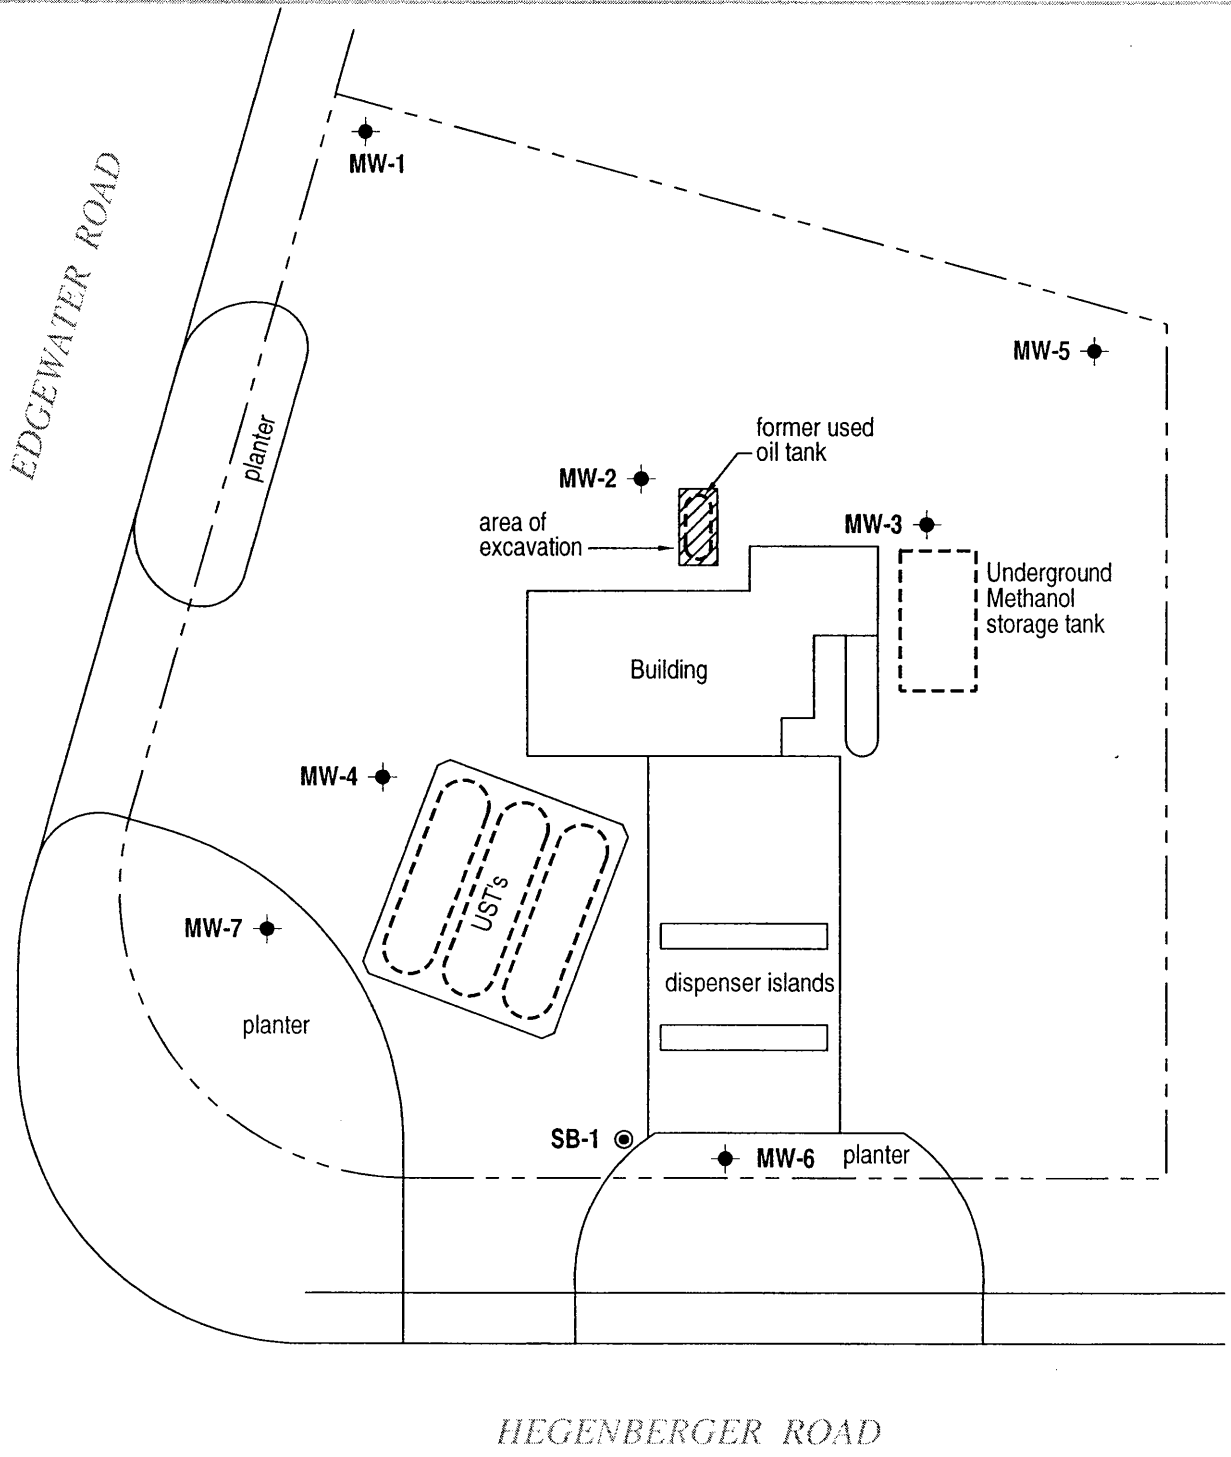 MW-1
EDGEWATER ROAD
MW-5
planter
former used
oil tank
MW-2
area of
excavation
MW-3
Underground
Methanol
storage tank
Building
MW-4
UST's
MW-7
dispenser islands
planter
SB-1
MW-6
planter
HEGENBERGER ROAD